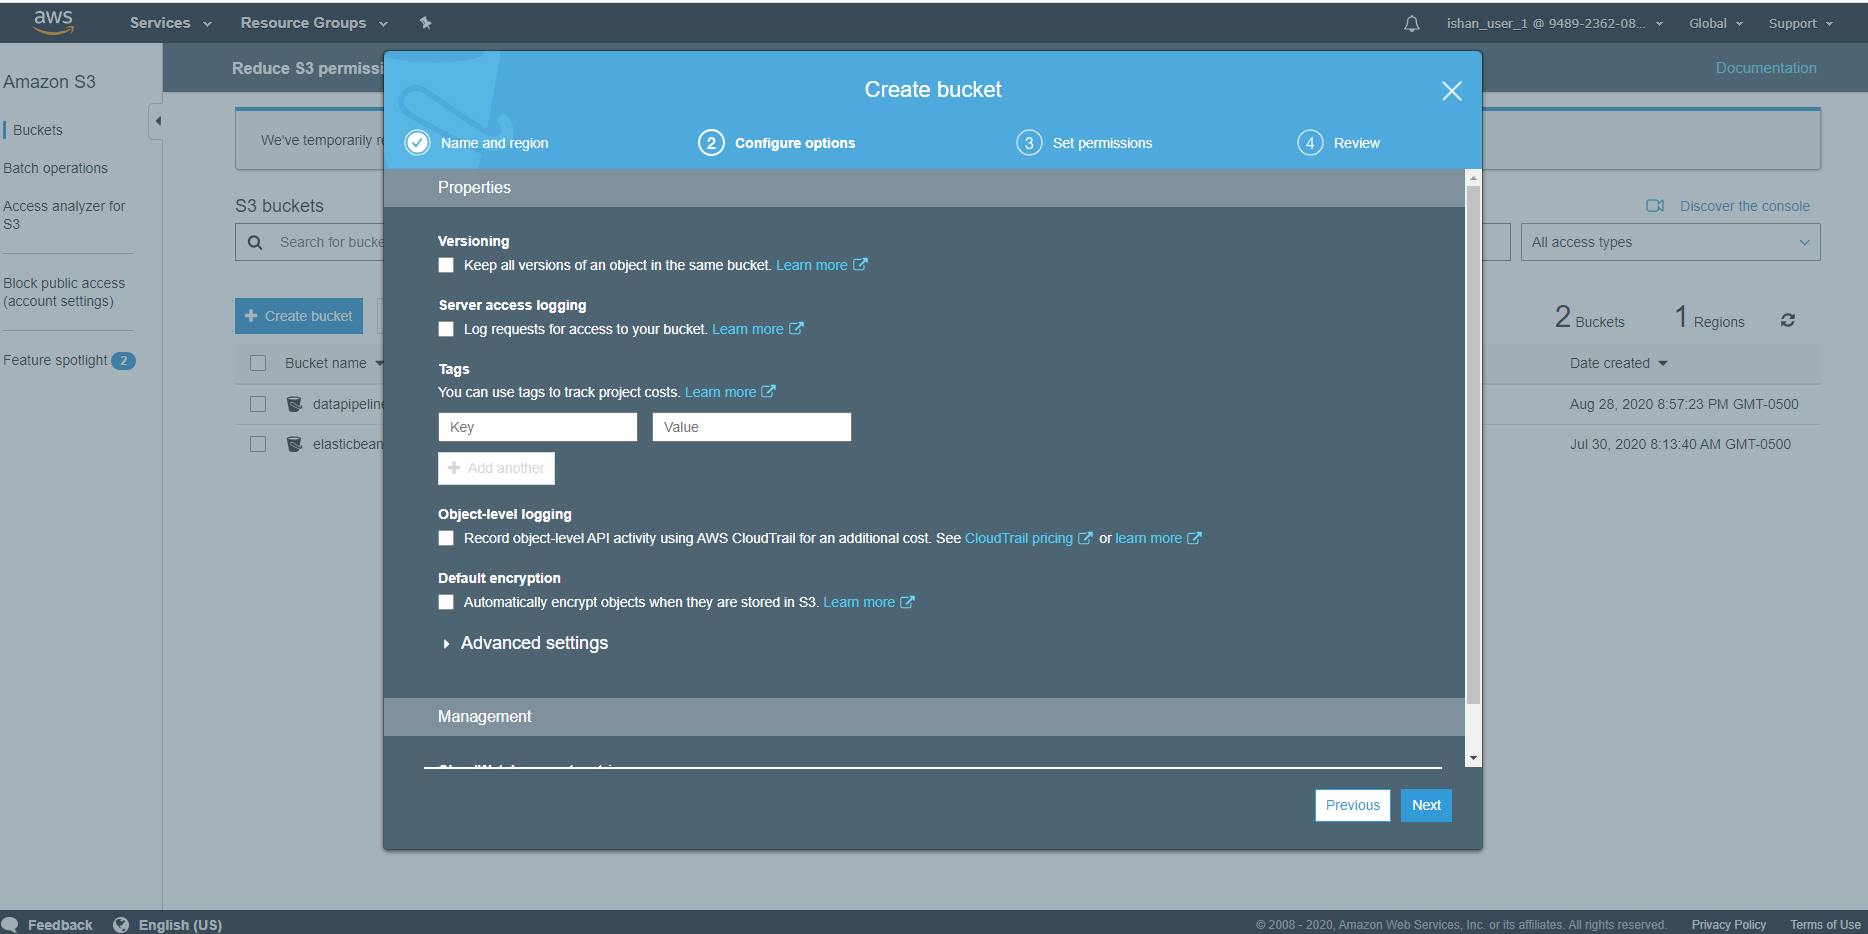 aws
Services
Resource Groups
ishan_user_1 @ 9489-2362-08...
Global
Support
Amazon S3
Buckets
Batch operations
Access analyzer for
S3
Block public access
(account settings)
Feature spotlight 2
Reduce S3
Documentation
We've temporarily
S3 buckets
Discover the console
Search for
All access types
Create bucket
2 Buckets
1 Regions
Bucket name
Date created
Aug 28, 2020 8:57:23 PM GMT-0500
Jul 30, 2020 8:13:40 AM GMT-0500
Create bucket
Name and region
2 Configure options
3 Set permissions
4 Review
Properties
Versioning
Keep all versions of an object in the same bucket. Learn more
Server access logging
Log requests for access to your bucket. Learn more
Tags
You can use tags to track project costs. Learn more
Key
Value
Add another
Object-level logging
Record object-level API activity using AWS CloudTrail for an additional cost. See CloudTrail pricing or learn more
Default encryption
Automatically encrypt objects when they are stored in S3. Learn more
Advanced settings
Management
Previous
Next
Feedback
English (US)
© 2008 - 2020, Amazon Web Services, Inc. or its affiliates. All rights reserved.
Privacy Policy
Terms of Use